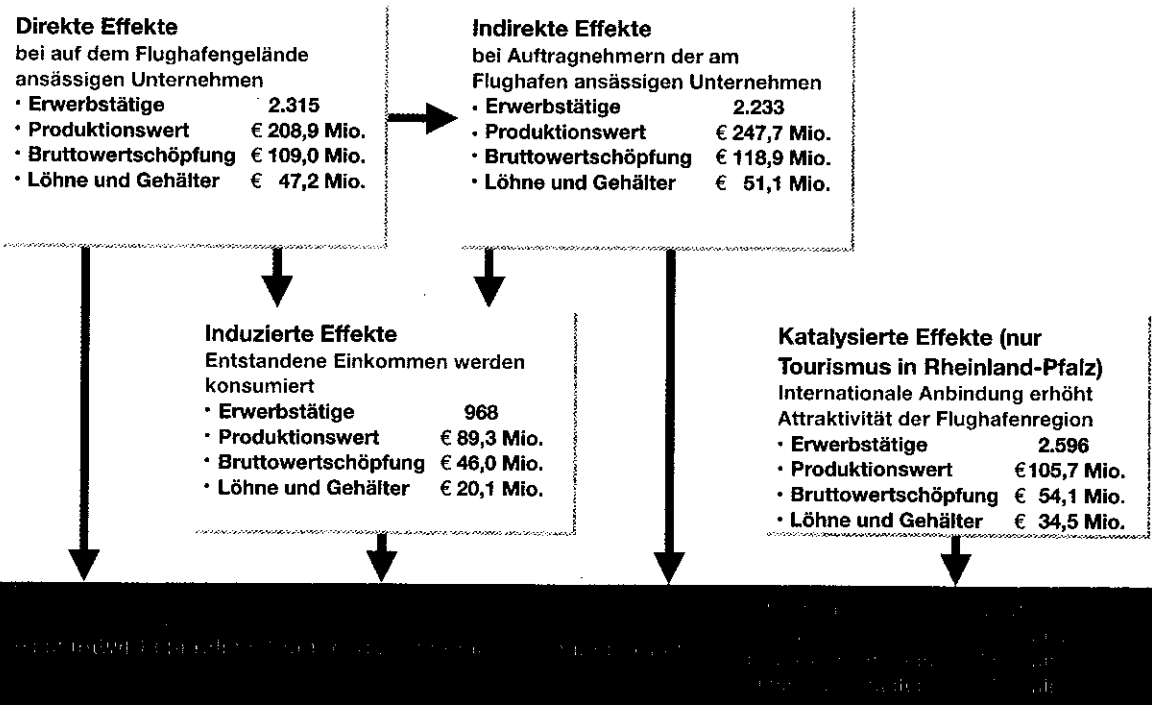 Direkte Effekte
bei auf dem Flughafengelände
ansässigen Unternehmen
· Erwerbstätige 2.315
· Produktionswert € 208,9 Mio.
· Bruttowertschöpfung € 109,0 Mio.
· Löhne und Gehälter € 47,2 Mio.
Indirekte Effekte
bei Auftragnehmern der am
Flughafen ansässigen Unternehmen
· Erwerbstätige 2.233
· Produktionswert € 247,7 Mio.
· Bruttowertschöpfung € 118,9 Mio.
· Löhne und Gehälter € 51,1 Mio.
Induzierte Effekte
Entstandene Einkommen werden
konsumiert
· Erwerbstätige 968
· Produktionswert € 89,3 Mio.
· Bruttowertschöpfung € 46,0 Mio.
· Löhne und Gehälter € 20,1 Mio.
Katalysierte Effekte (nur
Tourismus in Rheinland-Pfalz)
Internationale Anbindung erhöht
Attraktivität der Flughafenregion
· Erwerbstätige 2.596
· Produktionswert €105,7 Mio.
· Bruttowertschöpfung € 54,1 Mio.
· Löhne und Gehälter € 34,5 Mio.